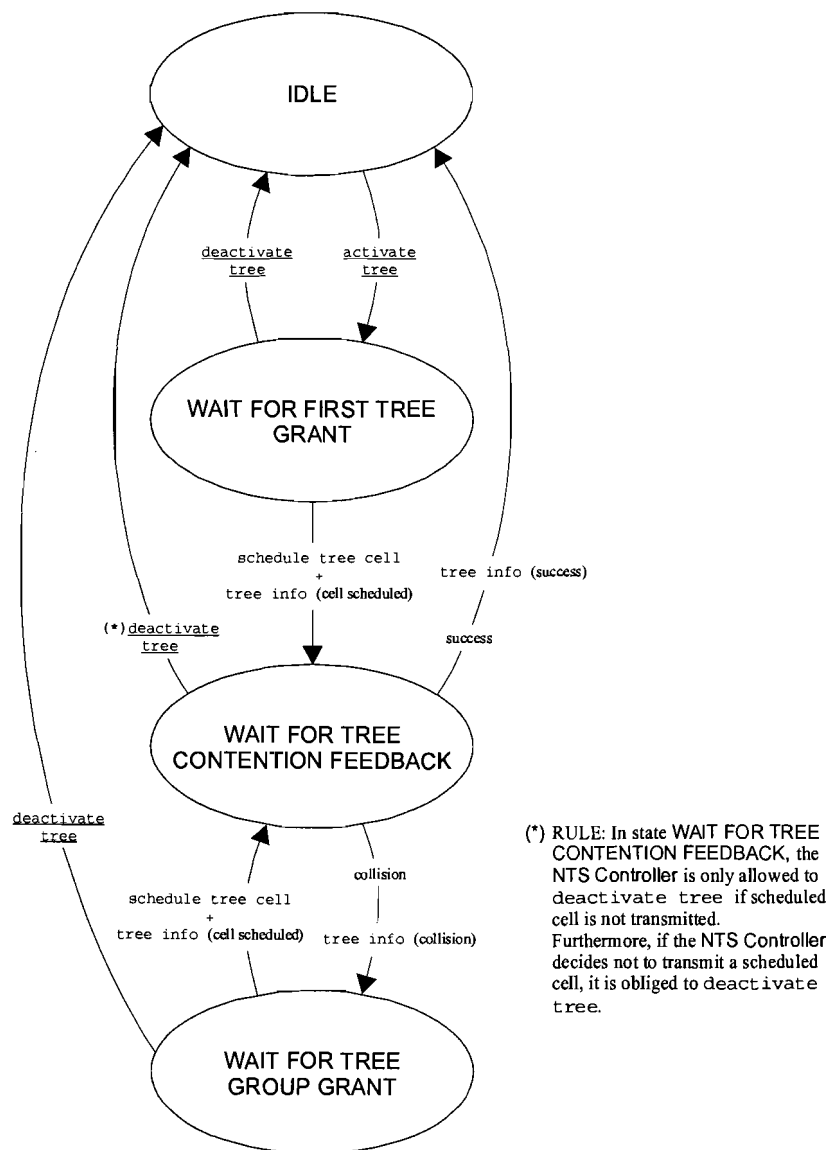 IDLE
deactivate
tree
activate
tree
WAIT FOR FIRST TREE
GRANT
schedule tree cell
+
tree info (cell scheduled)
tree info (success)
(*) deactivate
tree
success
WAIT FOR TREE
CONTENTION FEEDBACK
deactivate
tree
schedule tree cell
+
tree info (cell scheduled)
collision
tree info (collision)
WAIT FOR TREE
GROUP GRANT
(*) RULE: In state WAIT FOR TREE
CONTENTION FEEDBACK, the
NTS Controller is only allowed to
deactivate tree if scheduled
cell is not transmitted.
Furthermore, if the NTS Controller
decides not to transmit a scheduled
cell, it is obliged to deactivate
tree.